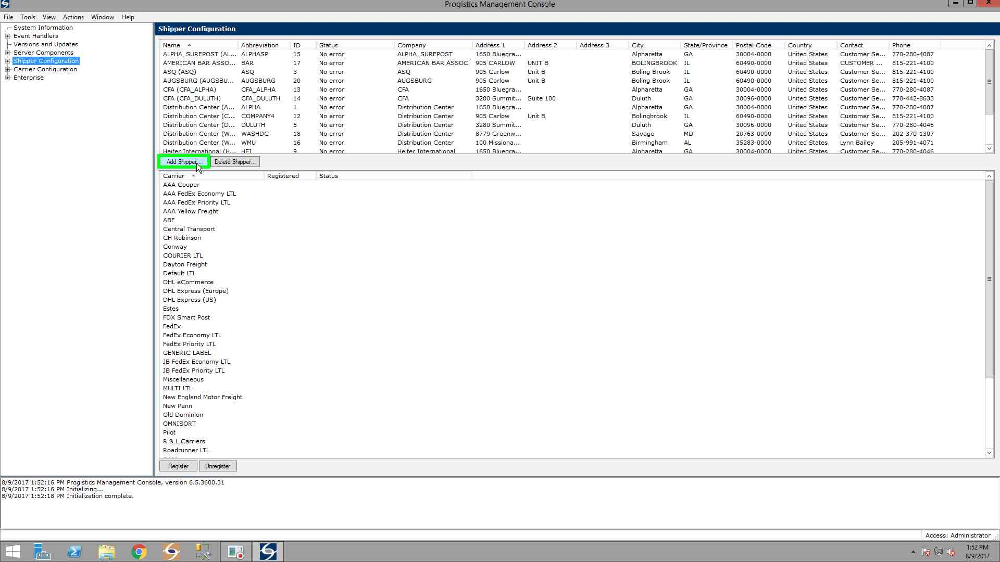 Progistics Management Console
File Tools View Actions Window Help
System Information
Event Handlers
Versions and Updates
Server Components
Shipper Configuration
Carrier Configuration
Enterprise
Shipper Configuration
Name Abbreviation ID Status Company Address 1 Address 2 Address 3 City State/Province Postal Code Country Contact Phone
ALPHA_SUREPOST (AL... ALPHASP 15 No error ALPHA_SUREPOST 1650 Bluegra... Alpharetta GA 30004-0000 United States Customer Se... 770-280-4087
AMERICAN BAR ASSO... BAR 17 No error AMERICAN BAR ASSOC 905 CARLOW UNIT B BOLINGBROOK IL 60490-0000 United States CUSTOMER ... 815-221-4100
ASQ (ASQ) ASQ 3 No error ASQ 905 Carlow Unit B Boling Brook IL 60490-0000 United States Customer Se... 815-221-4100
AUGSBURG (AUGSBU... AUGSBURG 20 No error AUGSBURG 905 Carlow Unit B Boling Brook IL 60490-0000 United States Customer Se... 815-221-4100
CFA (CFA_ALPHA) CFA_ALPHA 13 No error CFA 1650 Bluegra... Alpharetta GA 30004-0000 United States Customer Se... 770-280-4087
CFA (CFA_DULUTH) CFA_DULUTH 14 No error CFA 3280 Summit... Suite 100 Duluth GA 30096-0000 United States Customer Se... 770-442-8633
Distribution Center (A... ALPHA 1 No error Distribution Center 1650 Bluegra... Alpharetta GA 30004-0000 United States Customer Se... 770-280-4087
Distribution Center (C... COMPANY4 12 No error Distribution Center 905 Carlow Unit B Bolingbrook IL 60490-0000 United States Customer Se... 815-221-4100
Distribution Center (D... DULUTH 5 No error Distribution Center 3280 Summit... Duluth GA 30096-0000 United States Customer Se... 770-280-4046
Distribution Center (W... WASHDC 18 No error Distribution Center 8779 Greenw... Savage MD 20763-0000 United States Customer Se... 202-370-1307
Distribution Center (W... WMU 16 No error Distribution Center 100 Missiona... Birmingham AL 35283-0000 United States Lynn Bailey 205-991-4071
Heifer International (H... HEI 9 No error Heifer International 1650 Bluegra... Alpharetta GA 30004-0000 United States Customer Se... 770-280-4046
Add Shipper... Delete Shipper...
Carrier Registered Status
AAA Cooper
AAA FedEx Economy LTL
AAA FedEx Priority LTL
AAA Yellow Freight
ABF
Central Transport
CH Robinson
Conway
COURIER LTL
Dayton Freight
Default LTL
DHL eCommerce
DHL Express (Europe)
DHL Express (US)
Estes
FDX Smart Post
FedEx
FedEx Economy LTL
FedEx Priority LTL
GENERIC LABEL
JB FedEx Economy LTL
JB FedEx Priority LTL
Miscellaneous
MULTI LTL
New England Motor Freight
New Penn
Old Dominion
OMNISORT
Pilot
R & L Carriers
Roadrunner LTL
Register Unregister
8/9/2017 1:52:16 PM Progistics Management Console, version 6.5.3600.31
8/9/2017 1:52:16 PM Initializing...
8/9/2017 1:52:18 PM Initialization complete.
Access: Administrator
1:52 PM
8/9/2017